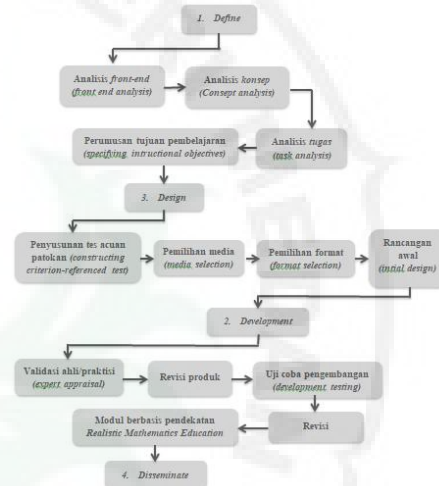 1. Define
Analisis front-end
(front end analysis)
Analisis konsep
(Consept analysis)
Perumusan tujuan pembelajaran
(specifying intructional objectives)
Analisis tugas
(task analysis)
3. Design
Penyusunan tes acuan
patokan (constructing
criterion-referenced test)
Pemilihan media
(media selection)
Pemilihan format
(format selection)
Rancangan
awal
(intial design)
2. Development
Validasi ahli/praktisi
(expert appraisal)
Revisi produk
Uji coba pengembangan
(development testing)
Modul berbasis pendekatan
Realistic Mathematics Education
Revisi
4. Disseminate